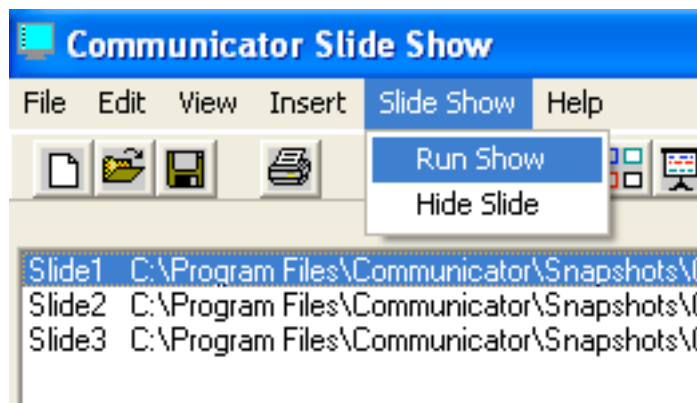 Communicator Slide Show
File Edit View Insert Slide Show Help
Run Show
Hide Slide
Slide1 C:\Program Files\Communicator\Snapshots\
Slide2 C:\Program Files\Communicator\Snapshots\
Slide3 C:\Program Files\Communicator\Snapshots\